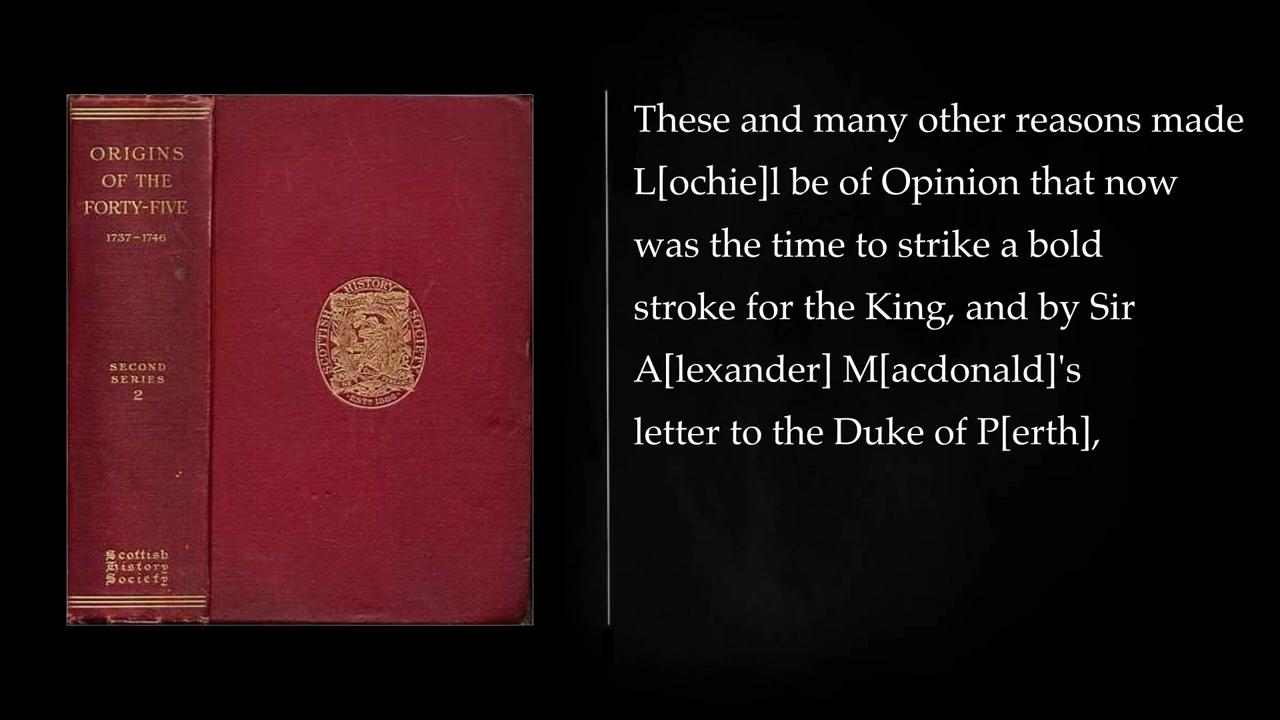 ORIGINS
OF THE
FORTY-FIVE
1737-1746
SECOND
SERIES
2
Scottish
History
Society
SCOTTISH HISTORY SOCIETY
These and many other reasons made
L[ochie]l be of Opinion that now
was the time to strike a bold
stroke for the King, and by Sir
A[lexander] M[acdonald]'s
letter to the Duke of P[erth],